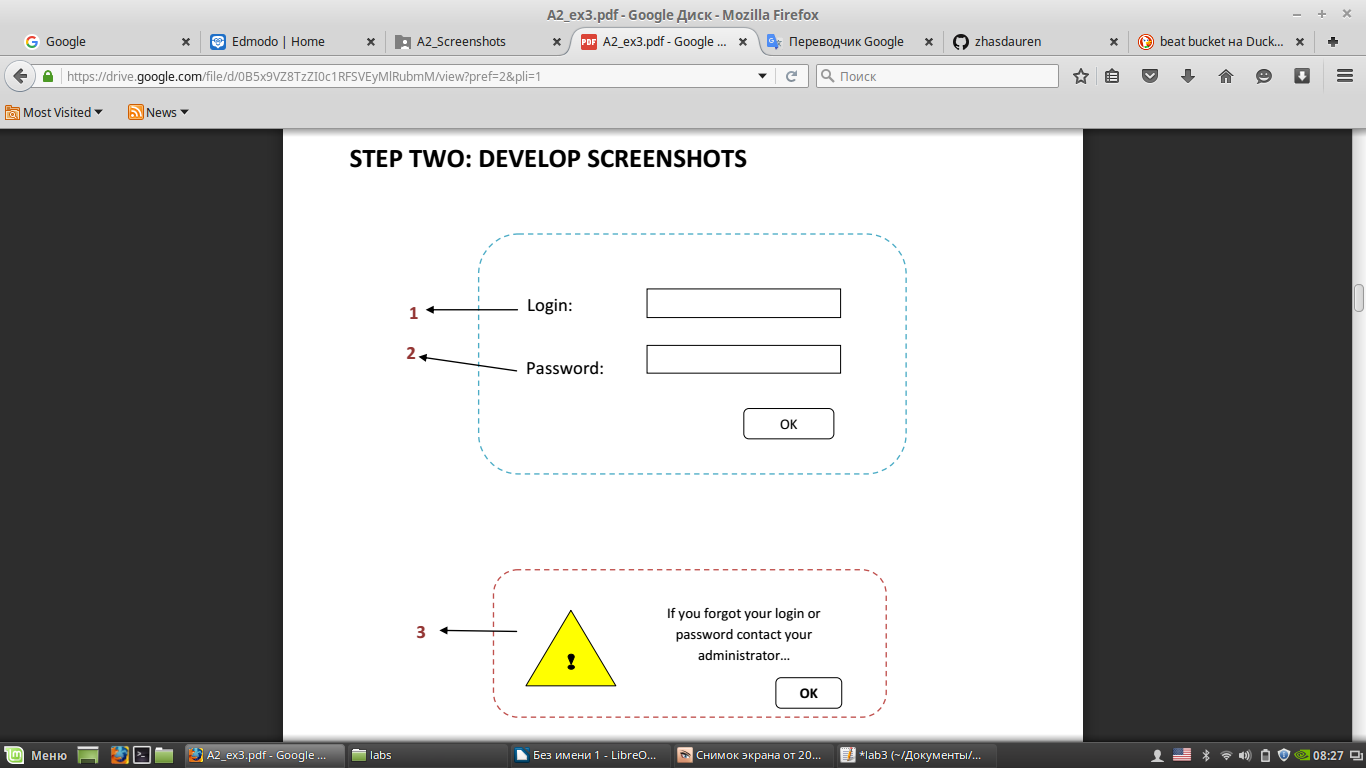 A2_ex3.pdf - Google Диск - Mozilla Firefox
Google
Edmodo | Home
A2_Screenshots
PDF
A2_ex3.pdf - Google ...
Переводчик Google
zhasdauren
beat bucket на Duck...
https://drive.google.com/file/d/0B5x9VZ8TzZI0c1RFSVEyMlRubmM/view?pref=2&pli=1
Поиск
Most Visited
News
STEP TWO: DEVELOP SCREENSHOTS
1
Login:
2
Password:
OK
3
!
If you forgot your login or
password contact your
administrator...
OK
Меню
A2_ex3.pdf - Google ...
labs
Без имени 1 - LibreO...
Снимок экрана от 20...
*lab3 (~/Документы/...
08:27